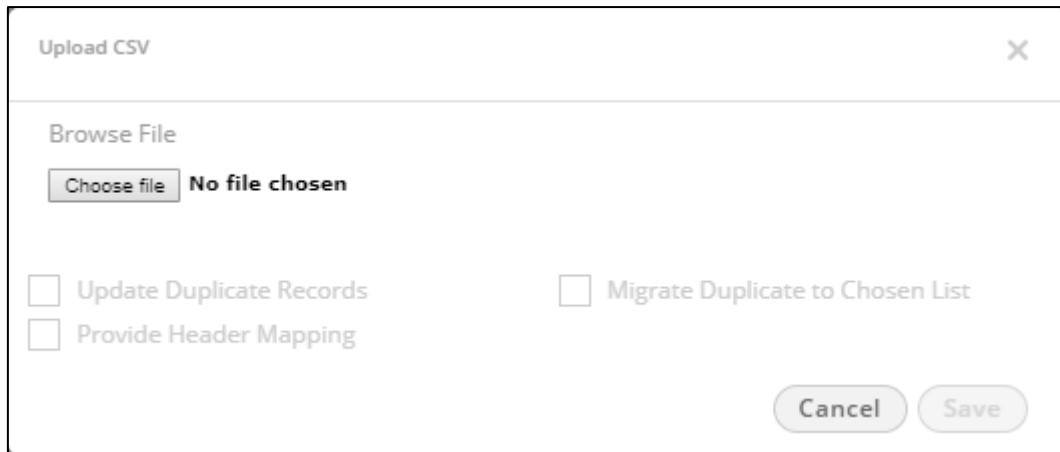 Upload CSV ×
Browse File
Choose file No file chosen
Update Duplicate Records Migrate Duplicate to Chosen List
Provide Header Mapping
Cancel Save